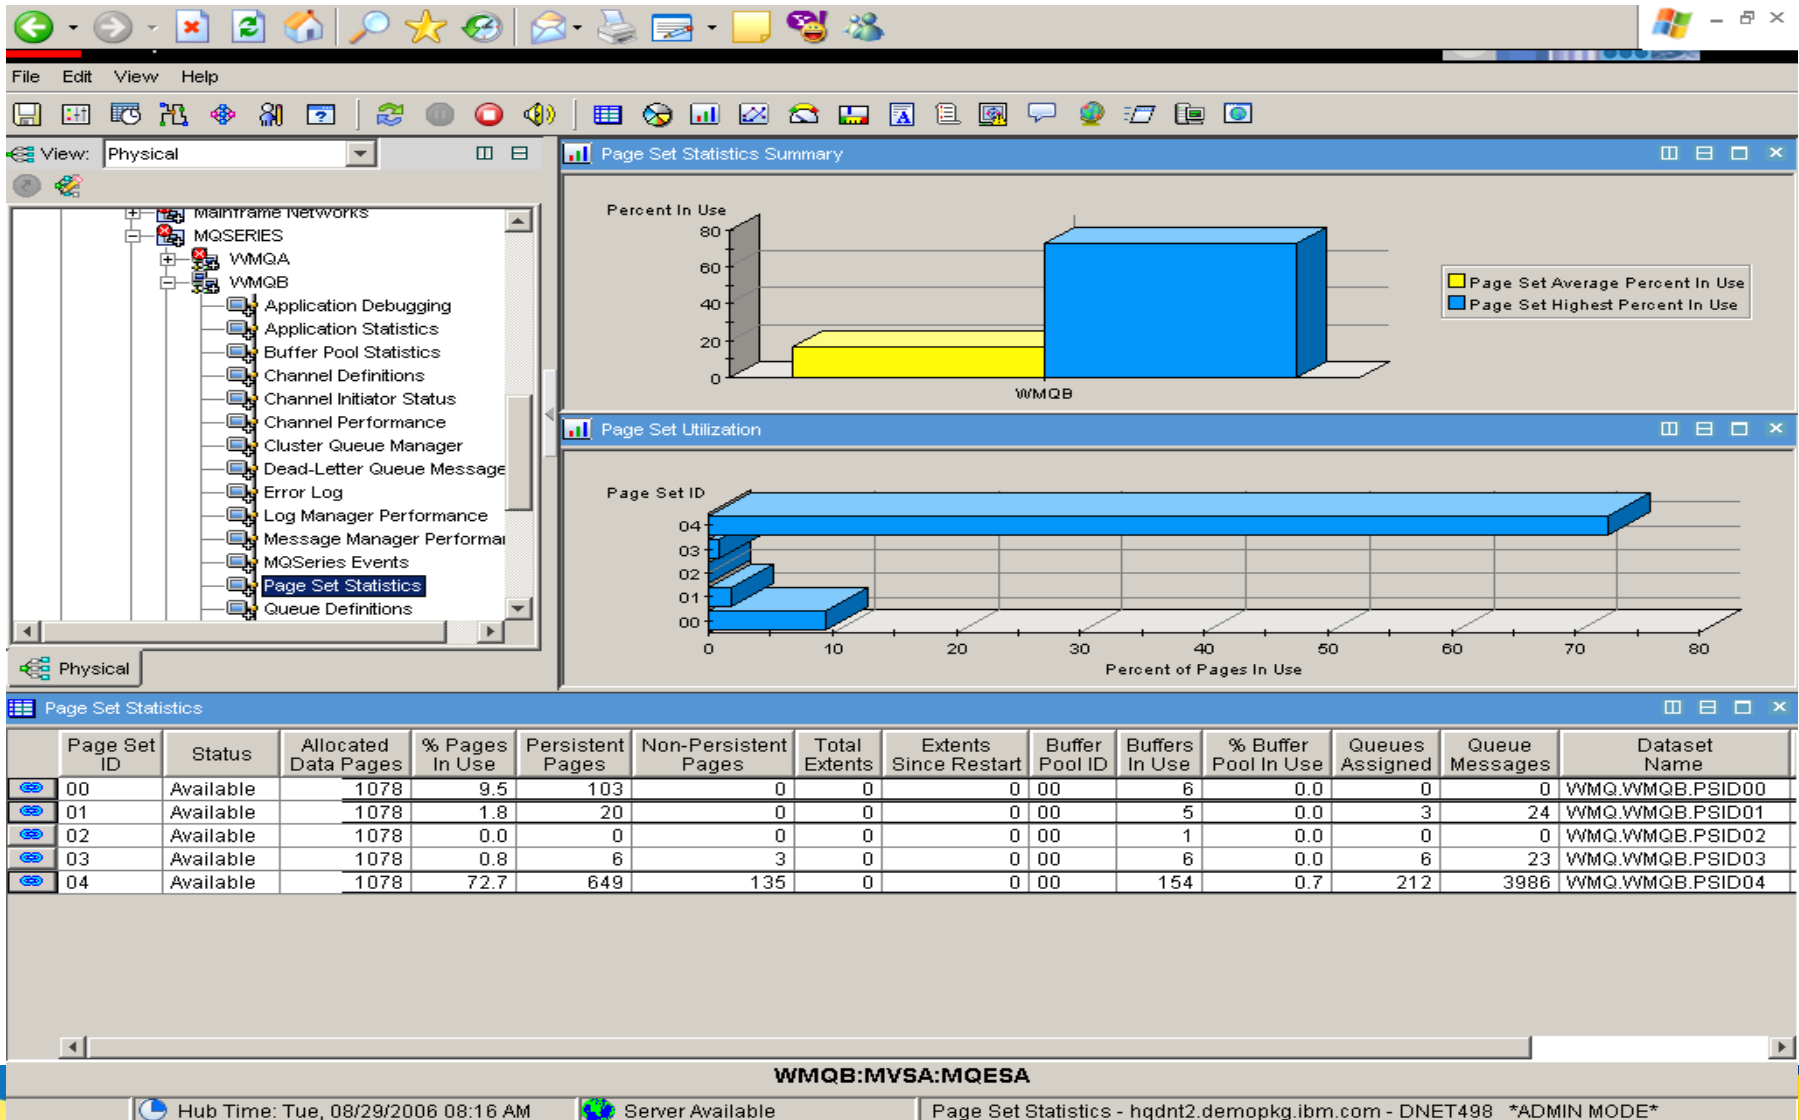 File Edit View Help
View: Physical
Mainframe Networks
MQSERIES
WMQA
WMQB
Application Debugging
Application Statistics
Buffer Pool Statistics
Channel Definitions
Channel Initiator Status
Channel Performance
Cluster Queue Manager
Dead-Letter Queue Message
Error Log
Log Manager Performance
Message Manager Performa
MQSeries Events
Page Set Statistics
Queue Definitions
Physical
Page Set Statistics Summary
Percent In Use
80
60
40
20
0
WMQB
Page Set Average Percent In Use
Page Set Highest Percent In Use
Page Set Utilization
Page Set ID
04
03
02
01
00
0 10 20 30 40 50 60 70 80
Percent of Pages In Use
Page Set Statistics
Page Set ID Status Allocated Data Pages % Pages In Use Persistent Pages Non-Persistent Pages Total Extents Extents Since Restart Buffer Pool ID Buffers In Use % Buffer Pool In Use Queues Assigned Queue Messages Dataset Name
00 Available 1078 9.5 103 0 0 0 00 6 0.0 0 0 WMQ.WMQB.PSID00
01 Available 1078 1.8 20 0 0 0 00 5 0.0 3 24 WMQ.WMQB.PSID01
02 Available 1078 0.0 0 0 0 0 00 1 0.0 0 0 WMQ.WMQB.PSID02
03 Available 1078 0.8 6 3 0 0 00 6 0.0 6 23 WMQ.WMQB.PSID03
04 Available 1078 72.7 649 135 0 0 00 154 0.7 212 3986 WMQ.WMQB.PSID04
WMQB:MVSA:MQESA
Hub Time: Tue, 08/29/2006 08:16 AM Server Available Page Set Statistics - hqdnt2.demopkg.ibm.com - DNET498 *ADMIN MODE*